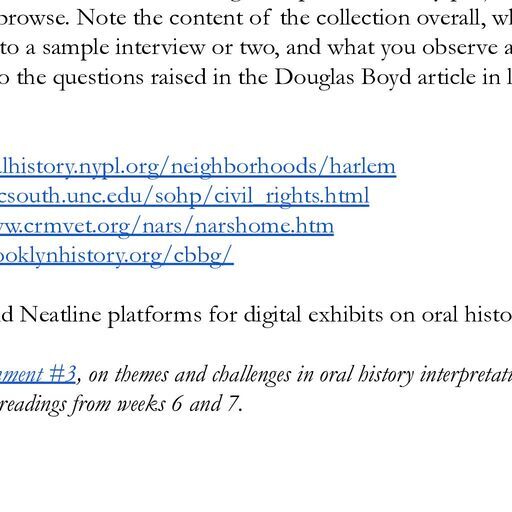 browse. Note the content of the collection overall,
to a sample interview or two, and what you observe
the questions raised in the Douglas Boyd article in
lhistory.nypl.org/neighborhoods/harlem
csouth.unc.edu/sohp/civil_rights.html
w.crmvet.org/nars/narshome.htm
ooklynhistory.org/cbbg/
d Neatline platforms for digital exhibits on oral histo
nment #3, on themes and challenges in oral history interpretati
readings from weeks 6 and 7.